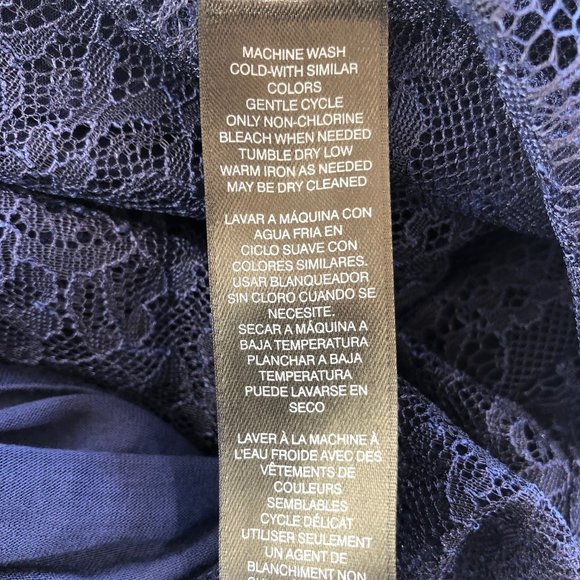 MACHINE WASH
COLD-WITH SIMILAR
COLORS
GENTLE CYCLE
ONLY NON-CHLORINE
BLEACH WHEN NEEDED
TUMBLE DRY LOW
WARM IRON AS NEEDED
MAY BE DRY CLEANED
LAVAR A MÁQUINA CON
AGUA FRIA EN
CICLO SUAVE CON
COLORES SIMILARES.
USAR BLANQUEADOR
SIN CLORO CUANDO SE
NECESITE.
SECAR A MÁQUINA A
BAJA TEMPERATURA
PLANCHAR A BAJA
TEMPERATURA
PUEDE LAVARSE EN
SECO
LAVER À LA MACHINE À
L'EAU FROIDE AVEC DES
VÊTEMENTS DE
COULEURS
SEMBLABLES
CYCLE DÉLICAT
UTILISER SEULEMENT
UN AGENT DE
BLANCHIMENT NON